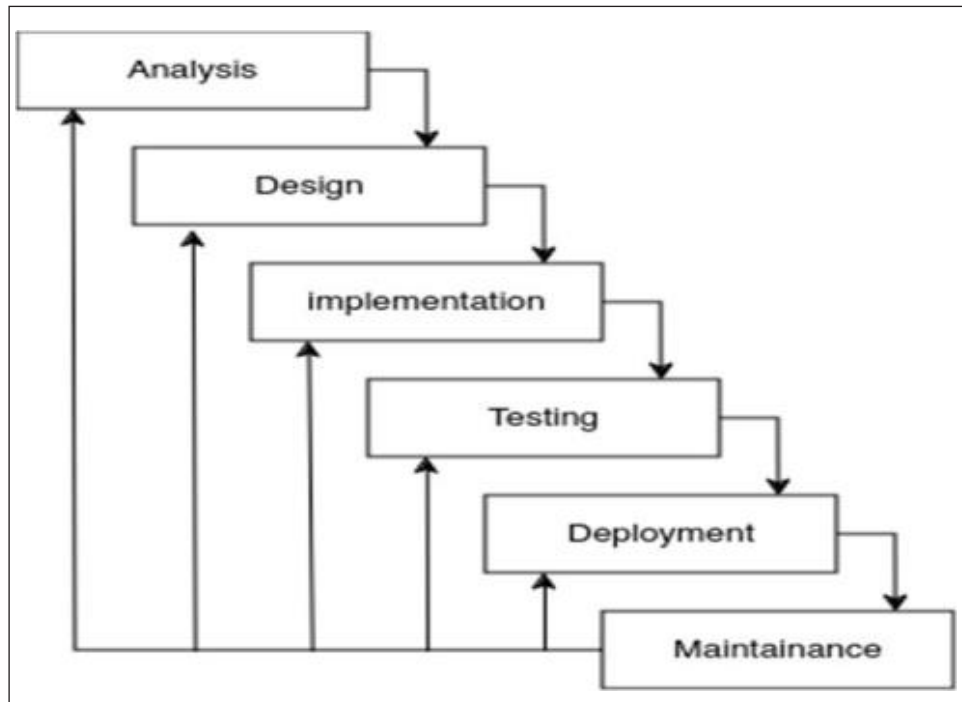 Analysis
Design
implementation
Testing
Deployment
Maintainance